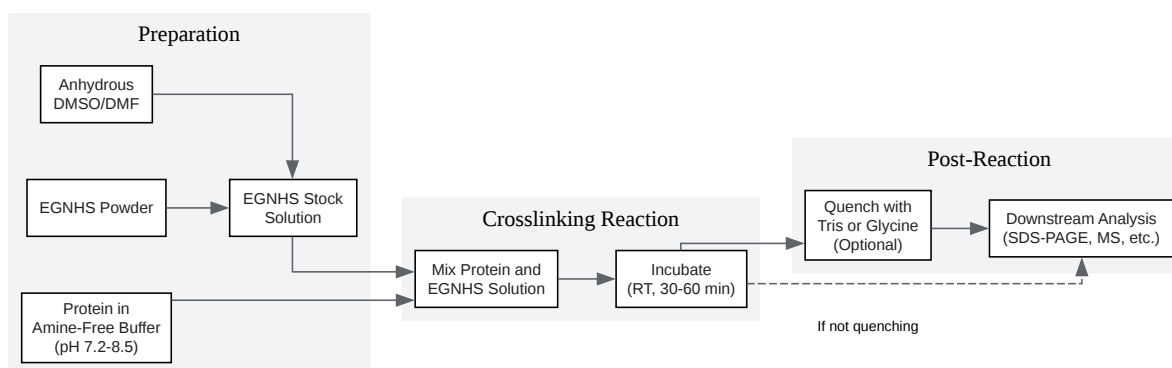 Preparation
Anhydrous
DMSO/DMF
EGNHS Powder
EGNHS Stock
Solution
Protein in
Amine-Free Buffer
(pH 7.2-8.5)
Crosslinking Reaction
Mix Protein and
EGNHS Solution
Incubate
(RT, 30-60 min)
Post-Reaction
Quench with
Tris or Glycine
(Optional)
Downstream Analysis
(SDS-PAGE, MS, etc.)
If not quenching